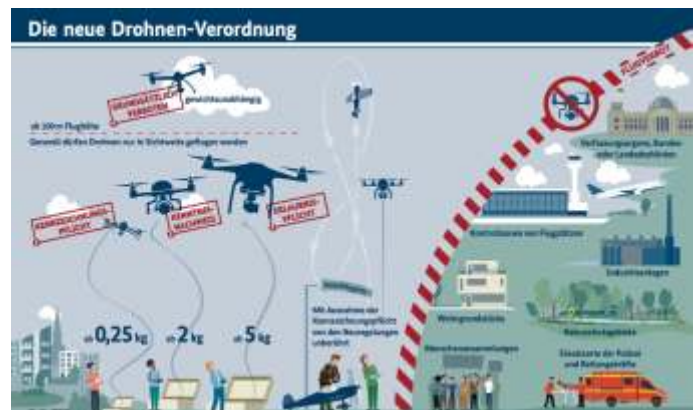 Die neue Drohnen-Verordnung
GRUNDSÄTZLICH
VERBOTEN
gewichtsunabhängig
ab 100m Flughöhe
Generell dürfen Drohnen nur in Sichtweite geflogen werden
KENNZEICHNUNGS-
PFLICHT
KENNTNIS-
NACHWEIS
ERLAUBNIS-
PFLICHT
ab 0,25 kg
ab 2 kg
ab 5 kg
Mit Ausnahme der
Kennzeichnungspflicht
von den Neuregelungen
unberührt
FLUGVERBOT
Verfassungsorgane, Bundes-
oder Landesbehörden
Kontrollzonen von Flugplätzen
Industrieanlagen
Wohngrundstücke
Naturschutzgebiete
Menschenansammlungen
Einsatzorte der Polizei
und Rettungskräfte